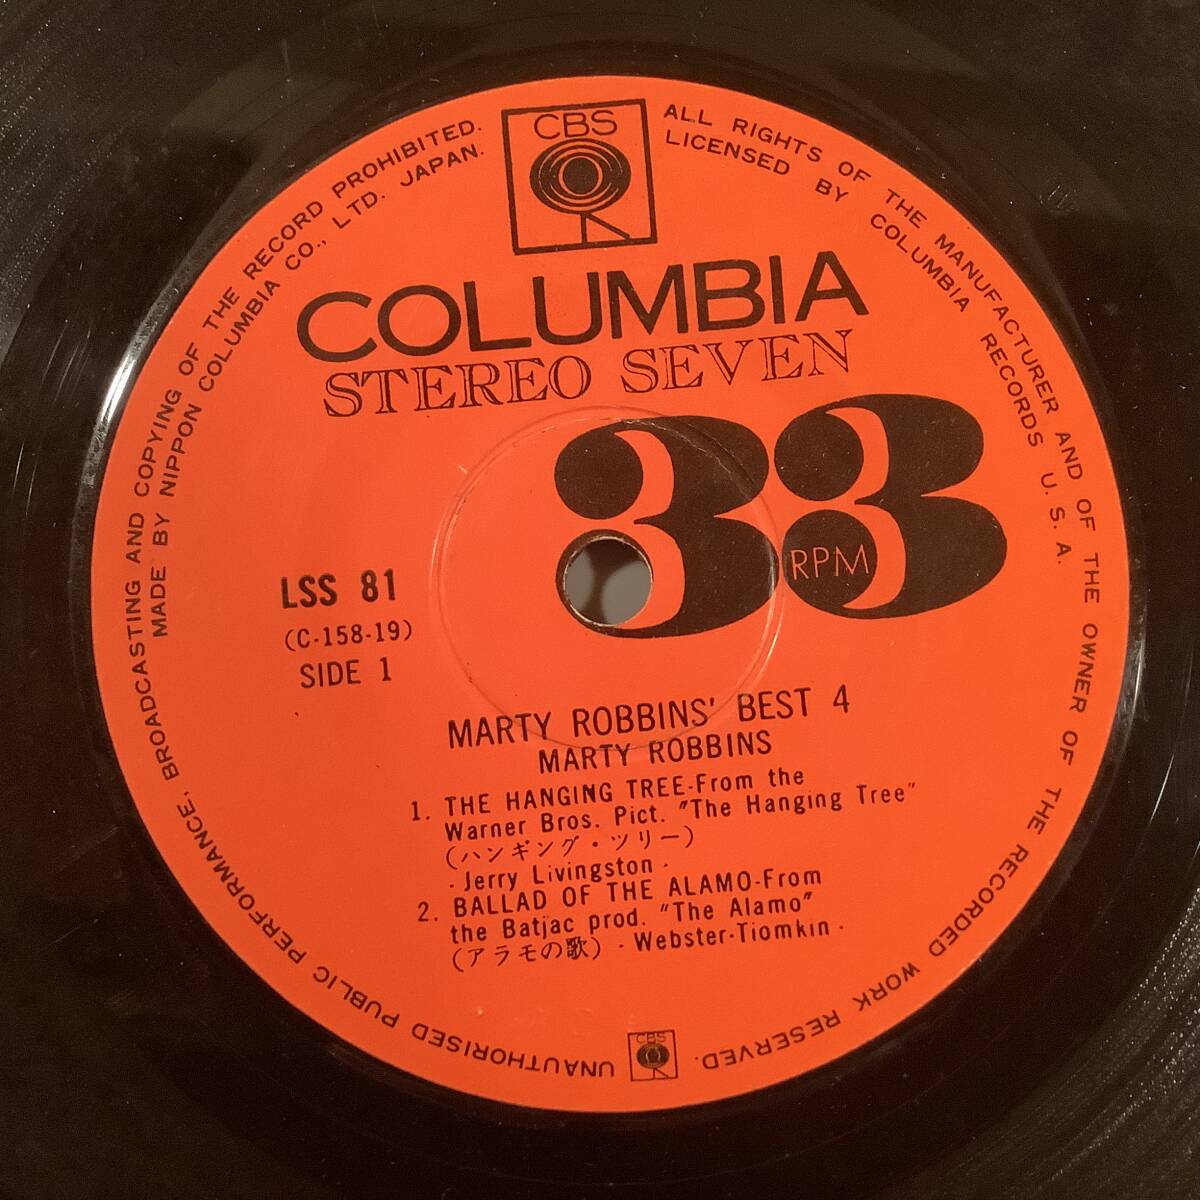 CBS
COLUMBIA
STEREO SEVEN
33
RPM
LSS 81
(C-158-19)
SIDE 1
MARTY ROBBINS' BEST 4
MARTY ROBBINS
1. THE HANGING TREE-From the
Warner Bros. Pict. "The Hanging Tree"
(ハンギング・ツリー)
- Jerry Livingston -
2. BALLAD OF THE ALAMO-From
the Batjac prod. "The Alamo"
(アラモの歌) - Webster-Tiomkin -
ALL RIGHTS OF THE MANUFACTURER AND OF THE OWNER OF THE RECORDED WORK RESERVED.
LICENSED BY COLUMBIA RECORDS U.S.A.
UNAUTHORISED PUBLIC PERFORMANCE, BROADCASTING AND COPYING OF THE RECORD PROHIBITED.
MADE BY NIPPON COLUMBIA CO., LTD. JAPAN.
CBS